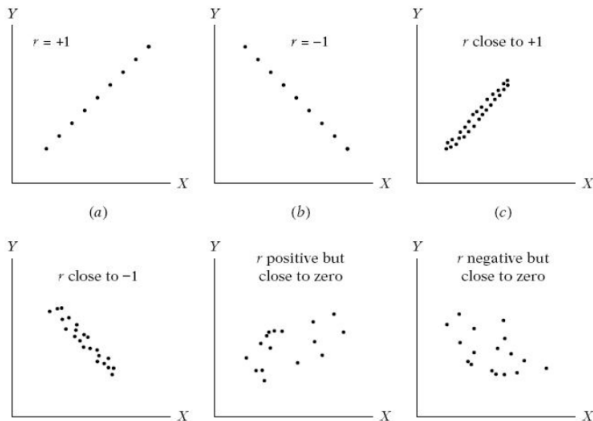 Y
r = +1
X
(a)
Y
r = −1
X
(b)
Y
r close to +1
X
(c)
Y
r close to −1
X
Y
r positive but
close to zero
X
Y
r negative but
close to zero
X